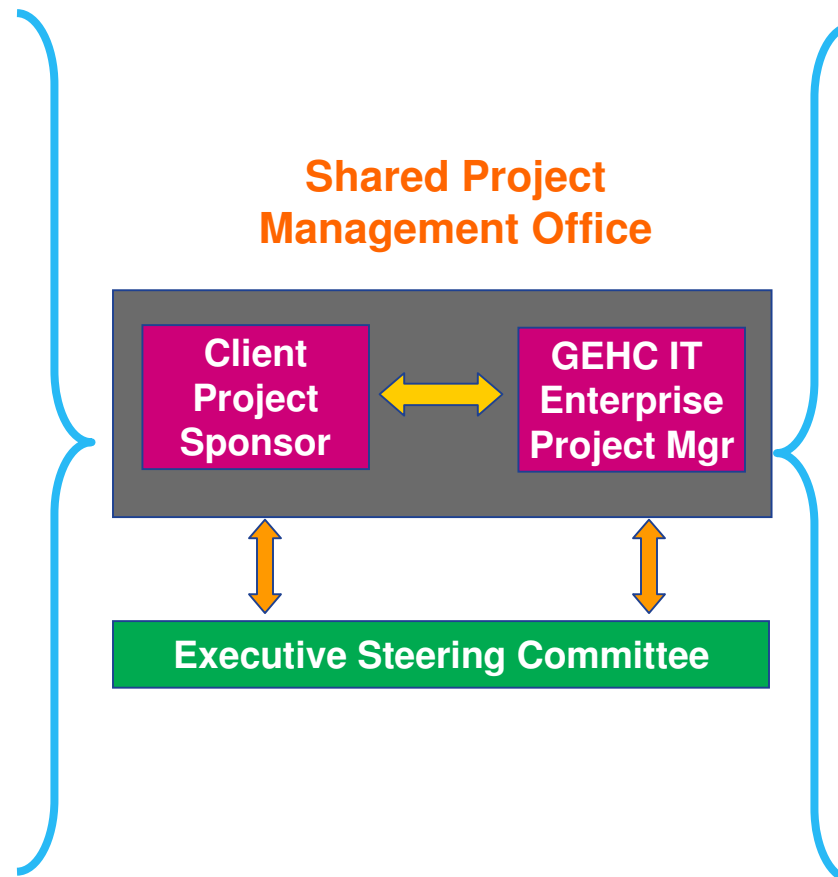 Shared Project
Management Office
Client
Project
Sponsor
GEHC IT
Enterprise
Project Mgr
Executive Steering Committee